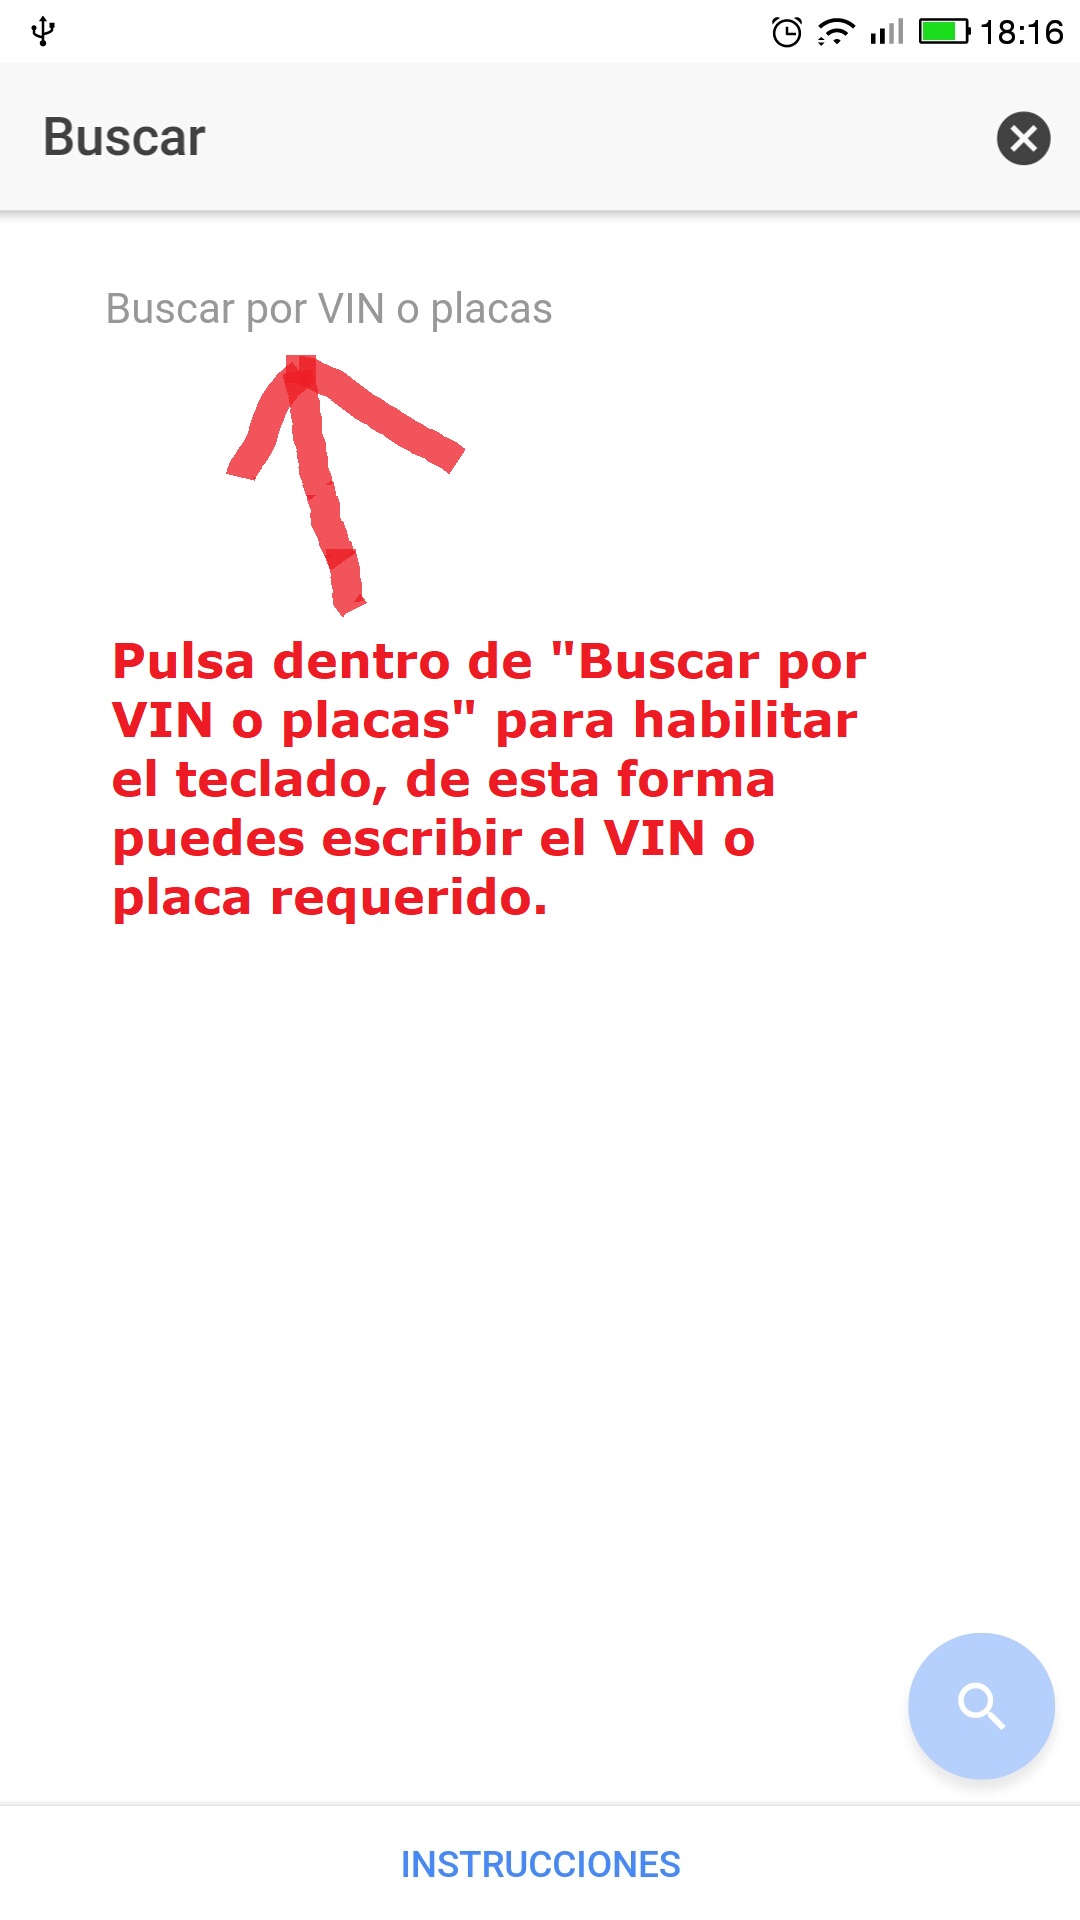 18:16
Buscar
Buscar por VIN o placas
Pulsa dentro de "Buscar por
VIN o placas" para habilitar
el teclado, de esta forma
puedes escribir el VIN o
placa requerido.
INSTRUCCIONES